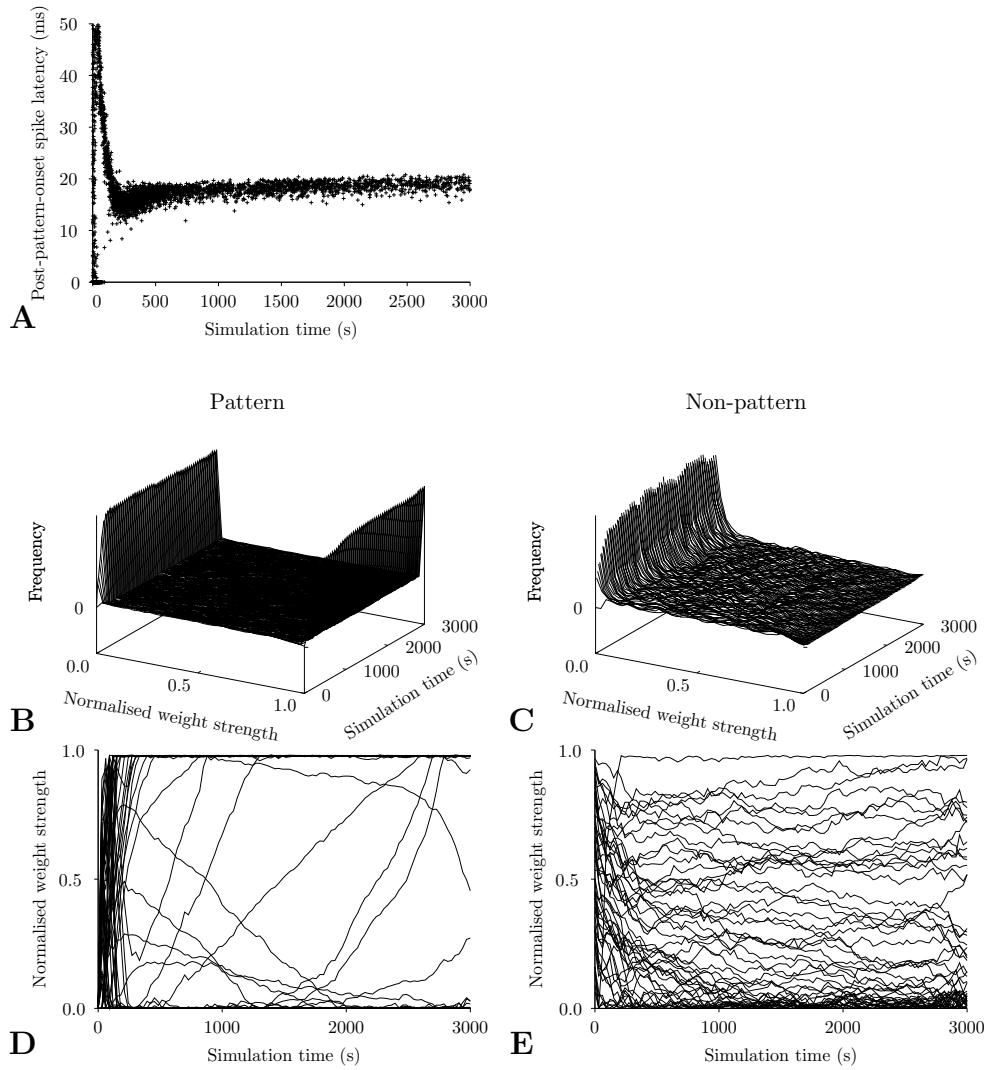 Post-pattern-onset spike latency (ms)
50
40
30
20
10
0
0 500 1000 1500 2000 2500 3000
Simulation time (s)
A
Pattern
Frequency
0
0.0
0.5
1.0
Normalised weight strength
0
1000
2000
3000
Simulation time (s)
B
Non-pattern
Frequency
0
0.0
0.5
1.0
Normalised weight strength
0
1000
2000
3000
Simulation time (s)
C
Normalised weight strength
1.0
0.5
0.0
0 1000 2000 3000
Simulation time (s)
D
Normalised weight strength
1.0
0.5
0.0
0 1000 2000 3000
Simulation time (s)
E